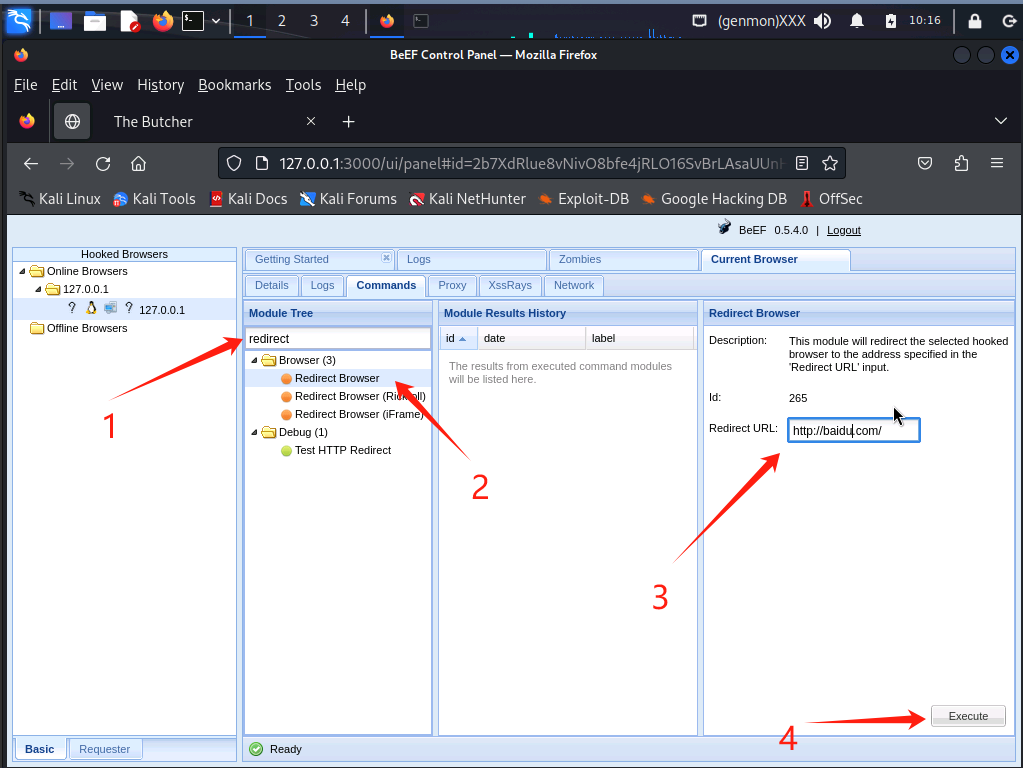 1 2 3 4 (genmon)XXX 10:16
BeEF Control Panel — Mozilla Firefox
File Edit View History Bookmarks Tools Help
The Butcher
127.0.0.1:3000/ui/panel#id=2b7XdRlue8vNivO8bfe4jRLO16SvBrLAsaUUnH
Kali Linux Kali Tools Kali Docs Kali Forums Kali NetHunter Exploit-DB Google Hacking DB OffSec
BeEF 0.5.4.0 | Logout
Hooked Browsers
Online Browsers
127.0.0.1
? ? 127.0.0.1
Offline Browsers
Basic Requester
Getting Started Logs Zombies Current Browser
Details Logs Commands Proxy XssRays Network
Module Tree
redirect
Browser (3)
Redirect Browser
Redirect Browser (Rickroll)
Redirect Browser (iFrame)
Debug (1)
Test HTTP Redirect
Module Results History
id date label
The results from executed command modules
will be listed here.
Redirect Browser
Description: This module will redirect the selected hooked
browser to the address specified in the
'Redirect URL' input.
Id: 265
Redirect URL: http://baidu.com/
1
2
3
4
Execute
Ready